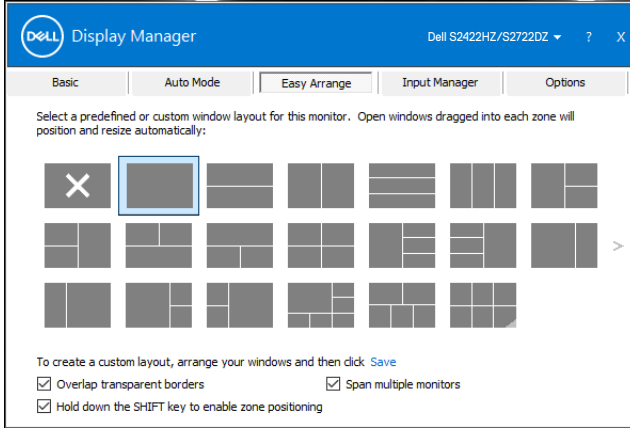 DELL Display Manager Dell S2422HZ/S2722DZ ? X
Basic Auto Mode Easy Arrange Input Manager Options
Select a predefined or custom window layout for this monitor. Open windows dragged into each zone will
position and resize automatically:
>
To create a custom layout, arrange your windows and then click Save
Overlap transparent borders Span multiple monitors
Hold down the SHIFT key to enable zone positioning